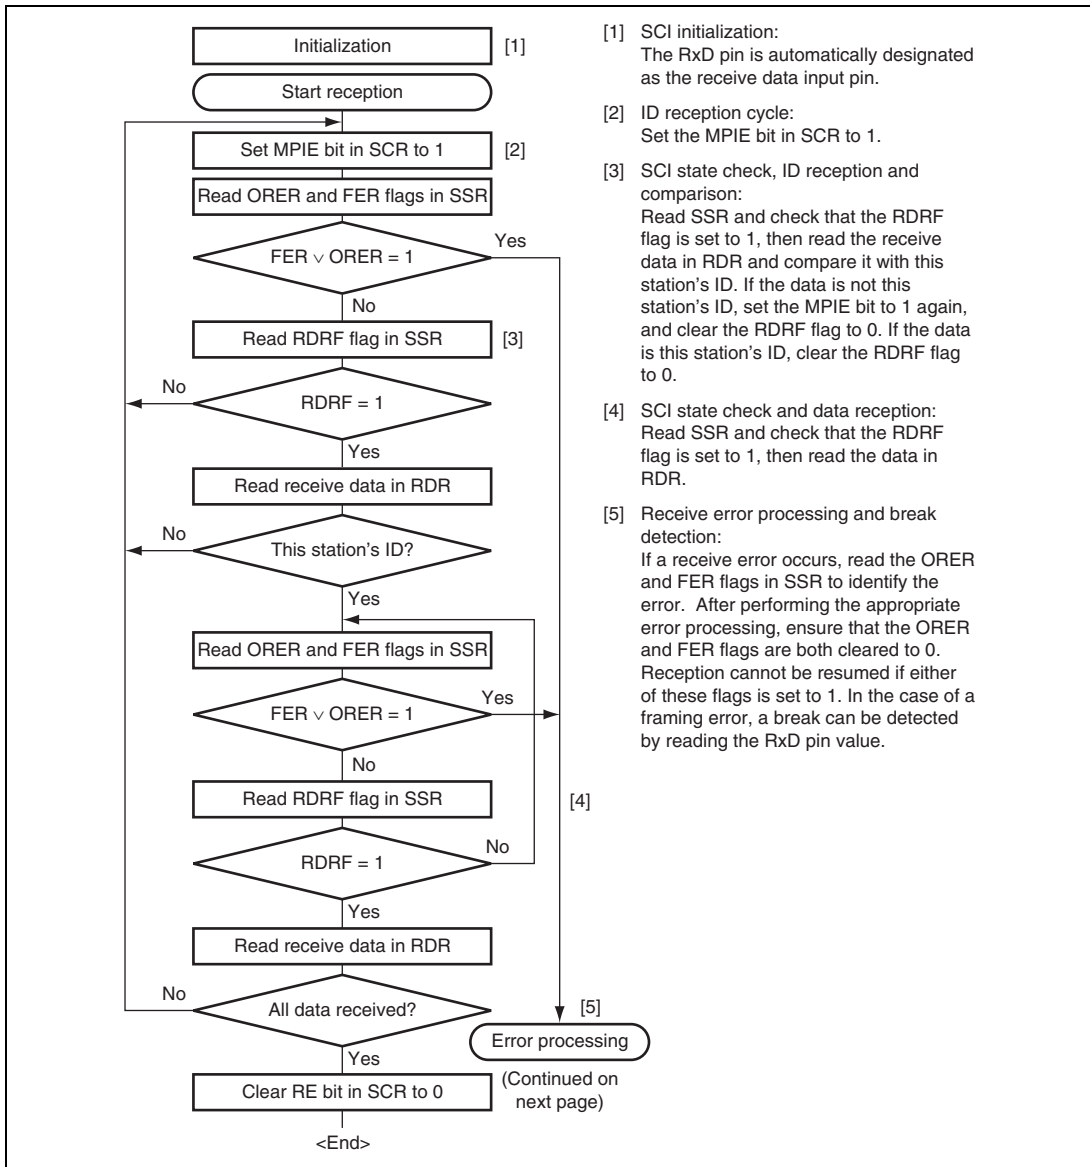 Initialization [1]
Start reception
Set MPIE bit in SCR to 1 [2]
Read ORER and FER flags in SSR
FER ∨ ORER = 1
Yes
No
Read RDRF flag in SSR [3]
RDRF = 1
No
Yes
Read receive data in RDR
This station's ID?
No
Yes
Read ORER and FER flags in SSR
FER ∨ ORER = 1
Yes
No
Read RDRF flag in SSR
[4]
RDRF = 1
No
Yes
Read receive data in RDR
All data received?
No
Yes
[5]
Error processing
(Continued on
next page)
Clear RE bit in SCR to 0
<End>
[1] SCI initialization:
The RxD pin is automatically designated
as the receive data input pin.
[2] ID reception cycle:
Set the MPIE bit in SCR to 1.
[3] SCI state check, ID reception and
comparison:
Read SSR and check that the RDRF
flag is set to 1, then read the receive
data in RDR and compare it with this
station's ID. If the data is not this
station's ID, set the MPIE bit to 1 again,
and clear the RDRF flag to 0. If the data
is this station's ID, clear the RDRF flag
to 0.
[4] SCI state check and data reception:
Read SSR and check that the RDRF
flag is set to 1, then read the data in
RDR.
[5] Receive error processing and break
detection:
If a receive error occurs, read the ORER
and FER flags in SSR to identify the
error. After performing the appropriate
error processing, ensure that the ORER
and FER flags are both cleared to 0.
Reception cannot be resumed if either
of these flags is set to 1. In the case of a
framing error, a break can be detected
by reading the RxD pin value.